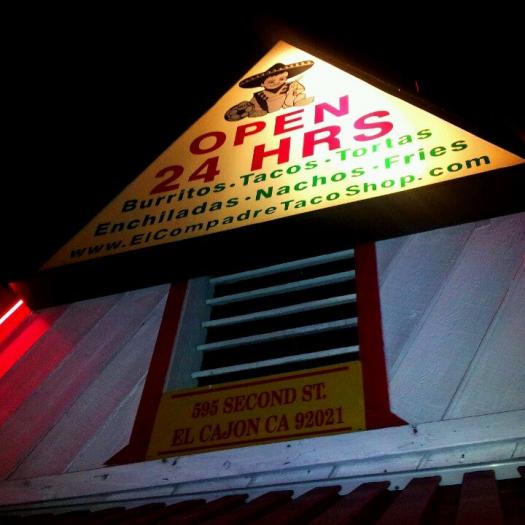 OPEN
24 HRS
Burritos · Tacos · Tortas
Enchiladas · Nachos · Fries
www.ElCompadreTacoShop.com
595 SECOND ST.
EL CAJON CA 92021